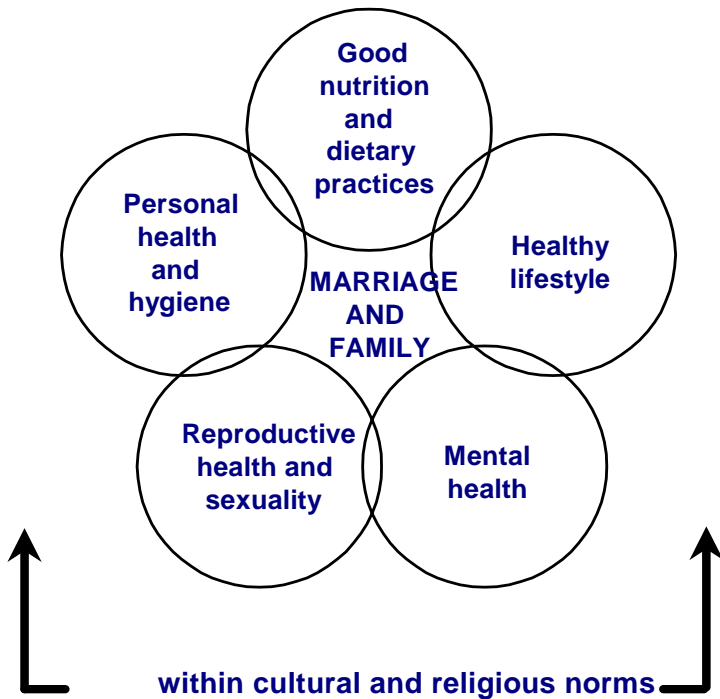 Good
nutrition
and
dietary
practices
Personal
health
and
hygiene
Healthy
lifestyle
MARRIAGE
AND
FAMILY
Reproductive
health and
sexuality
Mental
health
within cultural and religious norms